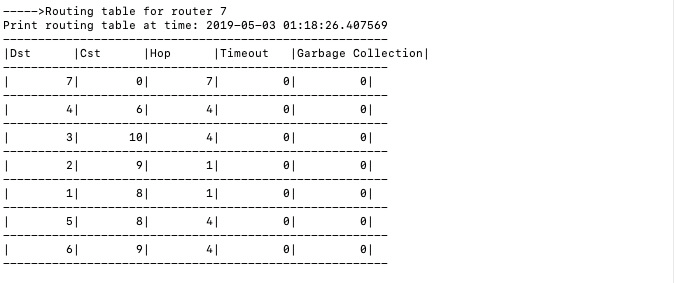 ----->Routing table for router 7
Print routing table at time: 2019-05-03 01:18:26.407569
-------------------------------------------------------
|Dst      |Cst      |Hop      |Timeout   |Garbage Collection|
-------------------------------------------------------
|        7|        0|        7|         0|         0|
-------------------------------------------------------
|        4|        6|        4|         0|         0|
-------------------------------------------------------
|        3|       10|        4|         0|         0|
-------------------------------------------------------
|        2|        9|        1|         0|         0|
-------------------------------------------------------
|        1|        8|        1|         0|         0|
-------------------------------------------------------
|        5|        8|        4|         0|         0|
-------------------------------------------------------
|        6|        9|        4|         0|         0|
-------------------------------------------------------